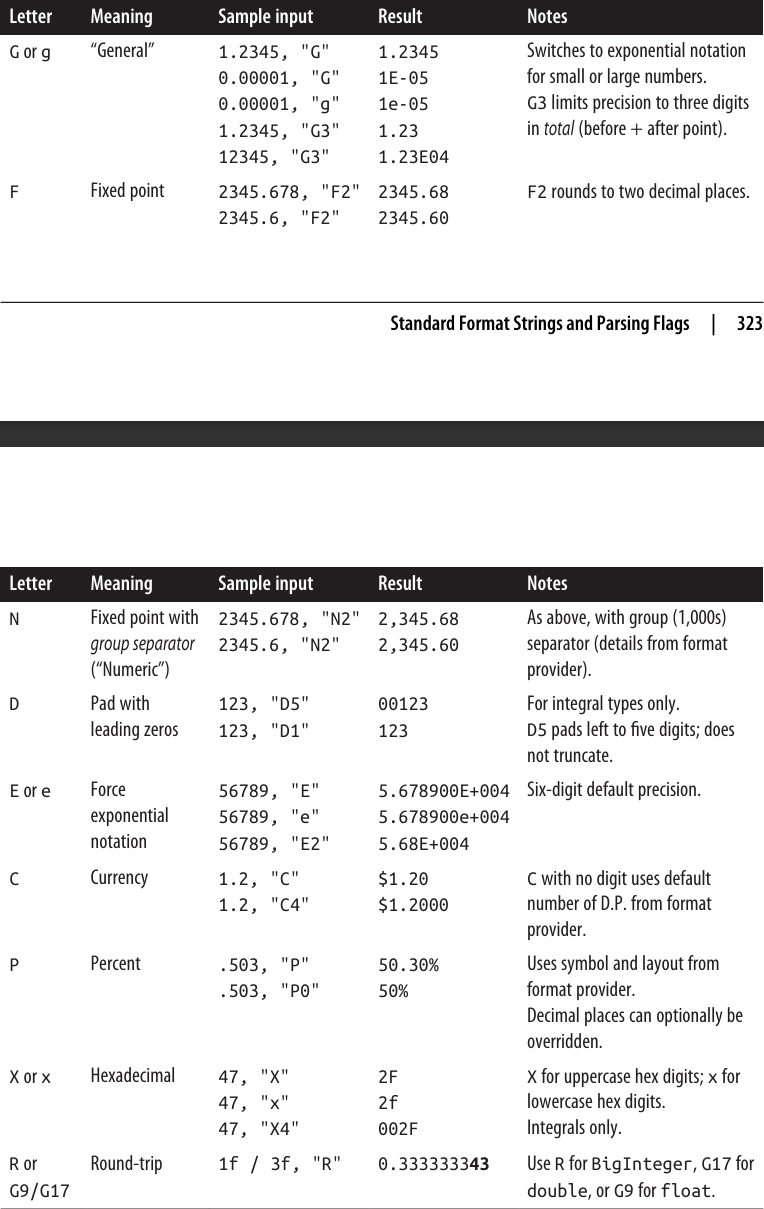 Letter Meaning Sample input Result Notes
G or g “General” 1.2345, "G" 1.2345 Switches to exponential notation
0.00001, "G" 1E-05 for small or large numbers.
0.00001, "g" 1e-05 G3 limits precision to three digits
1.2345, "G3" 1.23 in total (before + after point).
12345, "G3" 1.23E04
F Fixed point 2345.678, "F2" 2345.68 F2 rounds to two decimal places.
2345.6, "F2" 2345.60
Standard Format Strings and Parsing Flags | 323
Letter Meaning Sample input Result Notes
N Fixed point with 2345.678, "N2" 2,345.68 As above, with group (1,000s)
group separator 2345.6, "N2" 2,345.60 separator (details from format
(“Numeric”) provider).
D Pad with 123, "D5" 00123 For integral types only.
leading zeros 123, "D1" 123 D5 pads left to five digits; does
not truncate.
E or e Force 56789, "E" 5.678900E+004 Six-digit default precision.
exponential 56789, "e" 5.678900e+004
notation 56789, "E2" 5.68E+004
C Currency 1.2, "C" $1.20 C with no digit uses default
1.2, "C4" $1.2000 number of D.P. from format
provider.
P Percent .503, "P" 50.30% Uses symbol and layout from
.503, "P0" 50% format provider.
Decimal places can optionally be
overridden.
X or x Hexadecimal 47, "X" 2F X for uppercase hex digits; x for
47, "x" 2f lowercase hex digits.
47, "X4" 002F Integrals only.
R or Round-trip 1f / 3f, "R" 0.333333343 Use R for BigInteger, G17 for
G9/G17 double, or G9 for float.